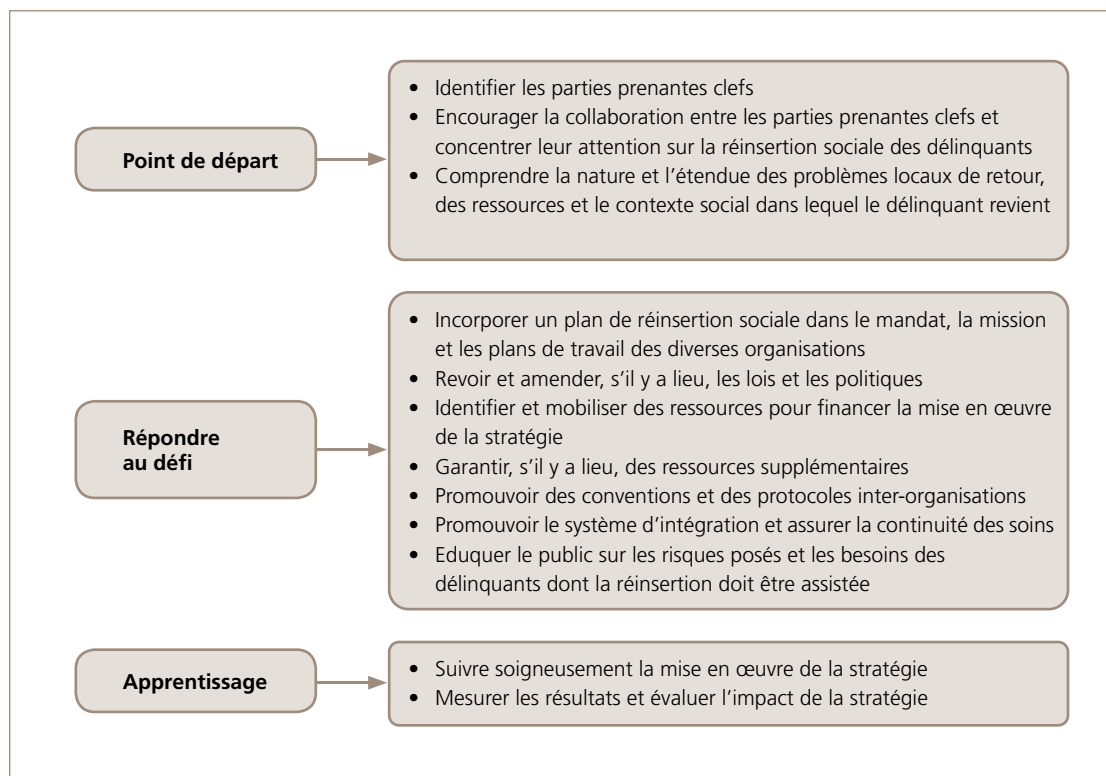 Point de départ
• Identifier les parties prenantes clefs
• Encourager la collaboration entre les parties prenantes clefs et
concentrer leur attention sur la réinsertion sociale des délinquants
• Comprendre la nature et l'étendue des problèmes locaux de retour,
des ressources et le contexte social dans lequel le délinquant revient
Répondre
au défi
• Incorporer un plan de réinsertion sociale dans le mandat, la mission
et les plans de travail des diverses organisations
• Revoir et amender, s'il y a lieu, les lois et les politiques
• Identifier et mobiliser des ressources pour financer la mise en œuvre
de la stratégie
• Garantir, s'il y a lieu, des ressources supplémentaires
• Promouvoir des conventions et des protocoles inter-organisations
• Promouvoir le système d'intégration et assurer la continuité des soins
• Eduquer le public sur les risques posés et les besoins des
délinquants dont la réinsertion doit être assistée
Apprentissage
• Suivre soigneusement la mise en œuvre de la stratégie
• Mesurer les résultats et évaluer l'impact de la stratégie